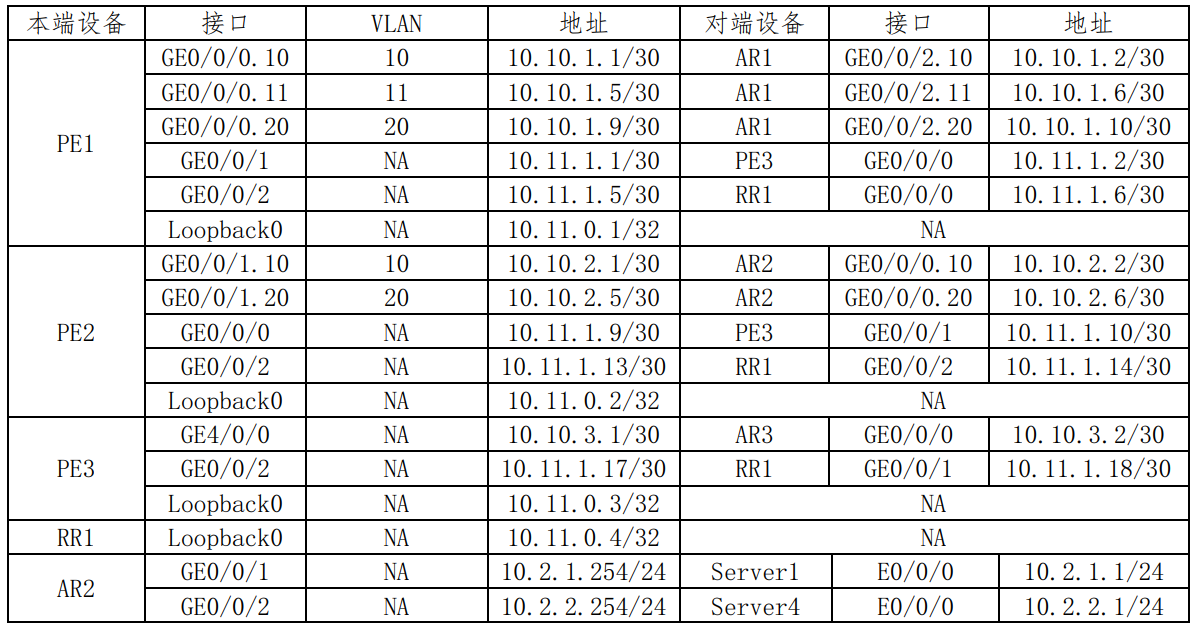 本端设备 接口 VLAN 地址 对端设备 接口 地址
PE1 GE0/0/0.10 10 10.10.1.1/30 AR1 GE0/0/2.10 10.10.1.2/30
GE0/0/0.11 11 10.10.1.5/30 AR1 GE0/0/2.11 10.10.1.6/30
GE0/0/0.20 20 10.10.1.9/30 AR1 GE0/0/2.20 10.10.1.10/30
GE0/0/1 NA 10.11.1.1/30 PE3 GE0/0/0 10.11.1.2/30
GE0/0/2 NA 10.11.1.5/30 RR1 GE0/0/0 10.11.1.6/30
Loopback0 NA 10.11.0.1/32 NA
PE2 GE0/0/1.10 10 10.10.2.1/30 AR2 GE0/0/0.10 10.10.2.2/30
GE0/0/1.20 20 10.10.2.5/30 AR2 GE0/0/0.20 10.10.2.6/30
GE0/0/0 NA 10.11.1.9/30 PE3 GE0/0/1 10.11.1.10/30
GE0/0/2 NA 10.11.1.13/30 RR1 GE0/0/2 10.11.1.14/30
Loopback0 NA 10.11.0.2/32 NA
PE3 GE4/0/0 NA 10.10.3.1/30 AR3 GE0/0/0 10.10.3.2/30
GE0/0/2 NA 10.11.1.17/30 RR1 GE0/0/1 10.11.1.18/30
Loopback0 NA 10.11.0.3/32 NA
RR1 Loopback0 NA 10.11.0.4/32 NA
AR2 GE0/0/1 NA 10.2.1.254/24 Server1 E0/0/0 10.2.1.1/24
GE0/0/2 NA 10.2.2.254/24 Server4 E0/0/0 10.2.2.1/24